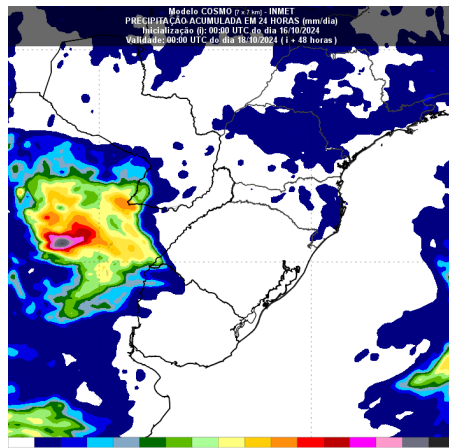 Modelo COSMO (7 x 7 km) - INMET
PRECIPITAÇÃO ACUMULADA EM 24 HORAS (mm/dia)
Inicialização (i): 00:00 UTC do dia 16/10/2024
Validade: 00:00 UTC do dia 18/10/2024 ( i + 48 horas )